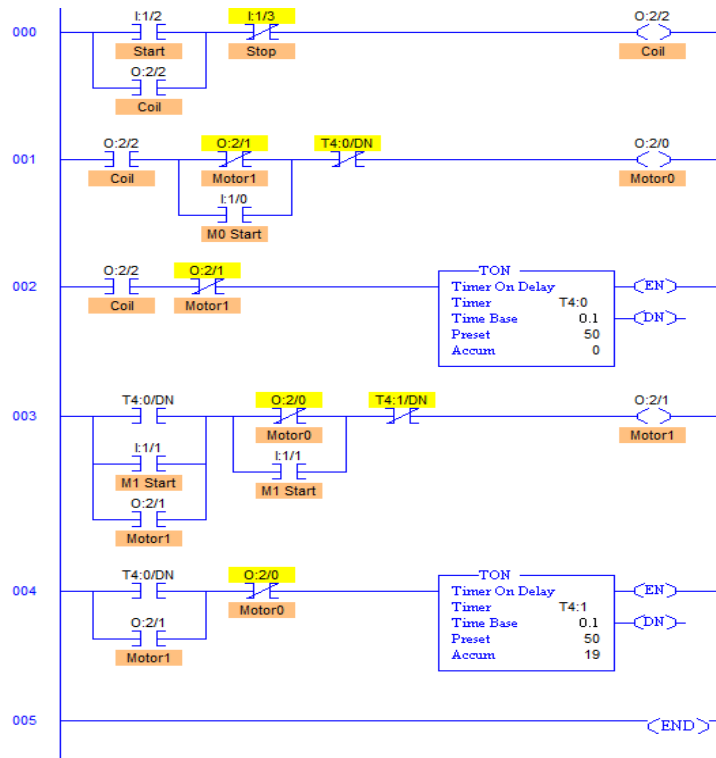 I:1/2 I:1/3 O:2/2
000
Start Stop Coil
O:2/2
Coil
O:2/2 O:2/1 T4:0/DN O:2/0
001
Coil Motor1 Motor0
I:1/0
M0 Start
O:2/2 O:2/1
002
Coil Motor1
TON
Timer On Delay
Timer T4:0
Time Base 0.1
Preset 50
Accum 0
EN
DN
T4:0/DN O:2/0 T4:1/DN O:2/1
003
Motor0 Motor1
I:1/1 I:1/1
M1 Start M1 Start
O:2/1
Motor1
T4:0/DN O:2/0
004
Motor0
O:2/1
Motor1
TON
Timer On Delay
Timer T4:1
Time Base 0.1
Preset 50
Accum 19
EN
DN
005
END